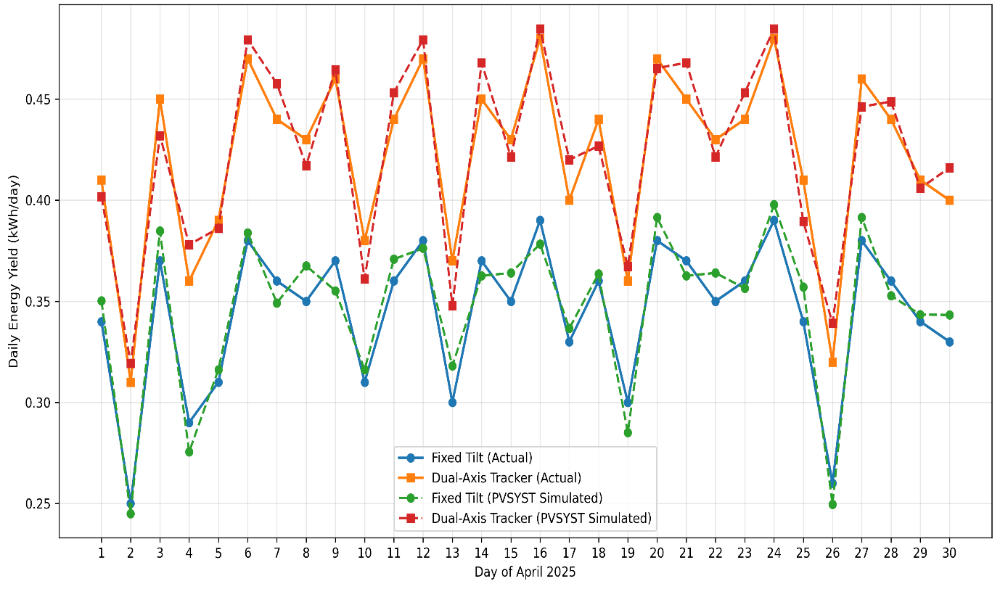 Daily Energy Yield (kWh/day)
0.45
0.40
0.35
0.30
0.25
Fixed Tilt (Actual)
Dual-Axis Tracker (Actual)
Fixed Tilt (PVSYST Simulated)
Dual-Axis Tracker (PVSYST Simulated)
1 2 3 4 5 6 7 8 9 10 11 12 13 14 15 16 17 18 19 20 21 22 23 24 25 26 27 28 29 30
Day of April 2025